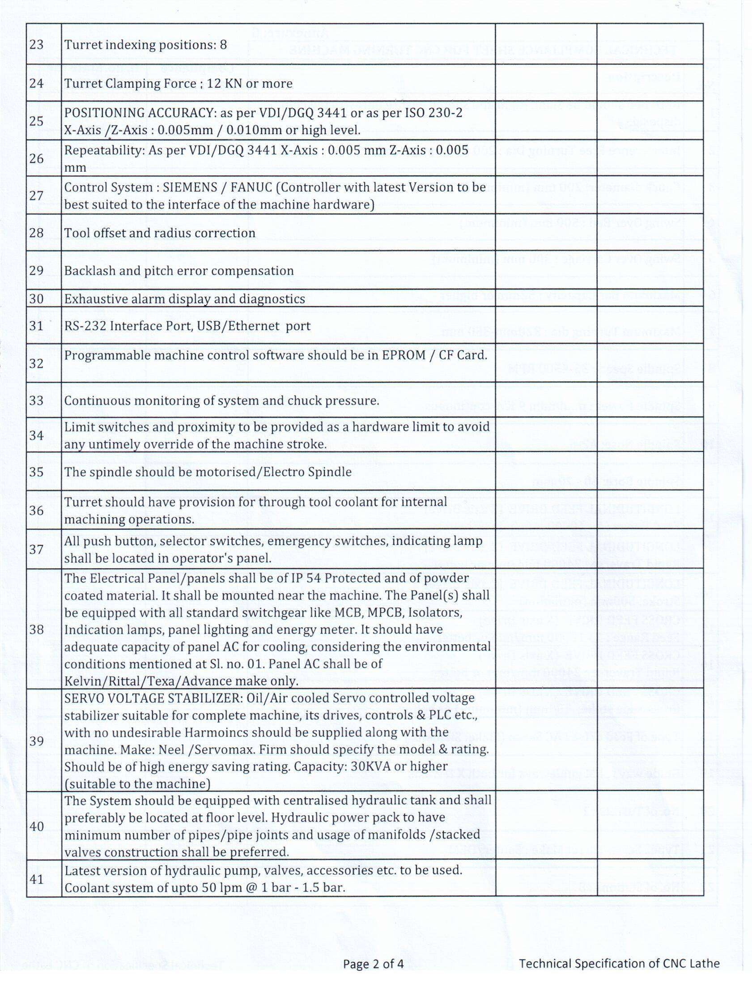 23 Turret indexing positions: 8
24 Turret Clamping Force ; 12 KN or more
25 POSITIONING ACCURACY: as per VDI/DGQ 3441 or as per ISO 230-2
X-Axis /Z-Axis : 0.005mm / 0.010mm or high level.
26 Repeatability: As per VDI/DGQ 3441 X-Axis : 0.005 mm Z-Axis : 0.005
mm
27 Control System : SIEMENS / FANUC (Controller with latest Version to be
best suited to the interface of the machine hardware)
28 Tool offset and radius correction
29 Backlash and pitch error compensation
30 Exhaustive alarm display and diagnostics
31 RS-232 Interface Port, USB/Ethernet port
32 Programmable machine control software should be in EPROM / CF Card.
33 Continuous monitoring of system and chuck pressure.
34 Limit switches and proximity to be provided as a hardware limit to avoid
any untimely override of the machine stroke.
35 The spindle should be motorised/Electro Spindle
36 Turret should have provision for through tool coolant for internal
machining operations.
37 All push button, selector switches, emergency switches, indicating lamp
shall be located in operator's panel.
38 The Electrical Panel/panels shall be of IP 54 Protected and of powder
coated material. It shall be mounted near the machine. The Panel(s) shall
be equipped with all standard switchgear like MCB, MPCB, Isolators,
Indication lamps, panel lighting and energy meter. It should have
adequate capacity of panel AC for cooling, considering the environmental
conditions mentioned at Sl. no. 01. Panel AC shall be of
Kelvin/Rittal/Texa/Advance make only.
39 SERVO VOLTAGE STABILIZER: Oil/Air cooled Servo controlled voltage
stabilizer suitable for complete machine, its drives, controls & PLC etc.,
with no undesirable Harmoincs should be supplied along with the
machine. Make: Neel /Servomax. Firm should specify the model & rating.
Should be of high energy saving rating. Capacity: 30KVA or higher
(suitable to the machine)
40 The System should be equipped with centralised hydraulic tank and shall
preferably be located at floor level. Hydraulic power pack to have
minimum number of pipes/pipe joints and usage of manifolds /stacked
valves construction shall be preferred.
41 Latest version of hydraulic pump, valves, accessories etc. to be used.
Coolant system of upto 50 lpm @ 1 bar - 1.5 bar.
Page 2 of 4 Technical Specification of CNC Lathe